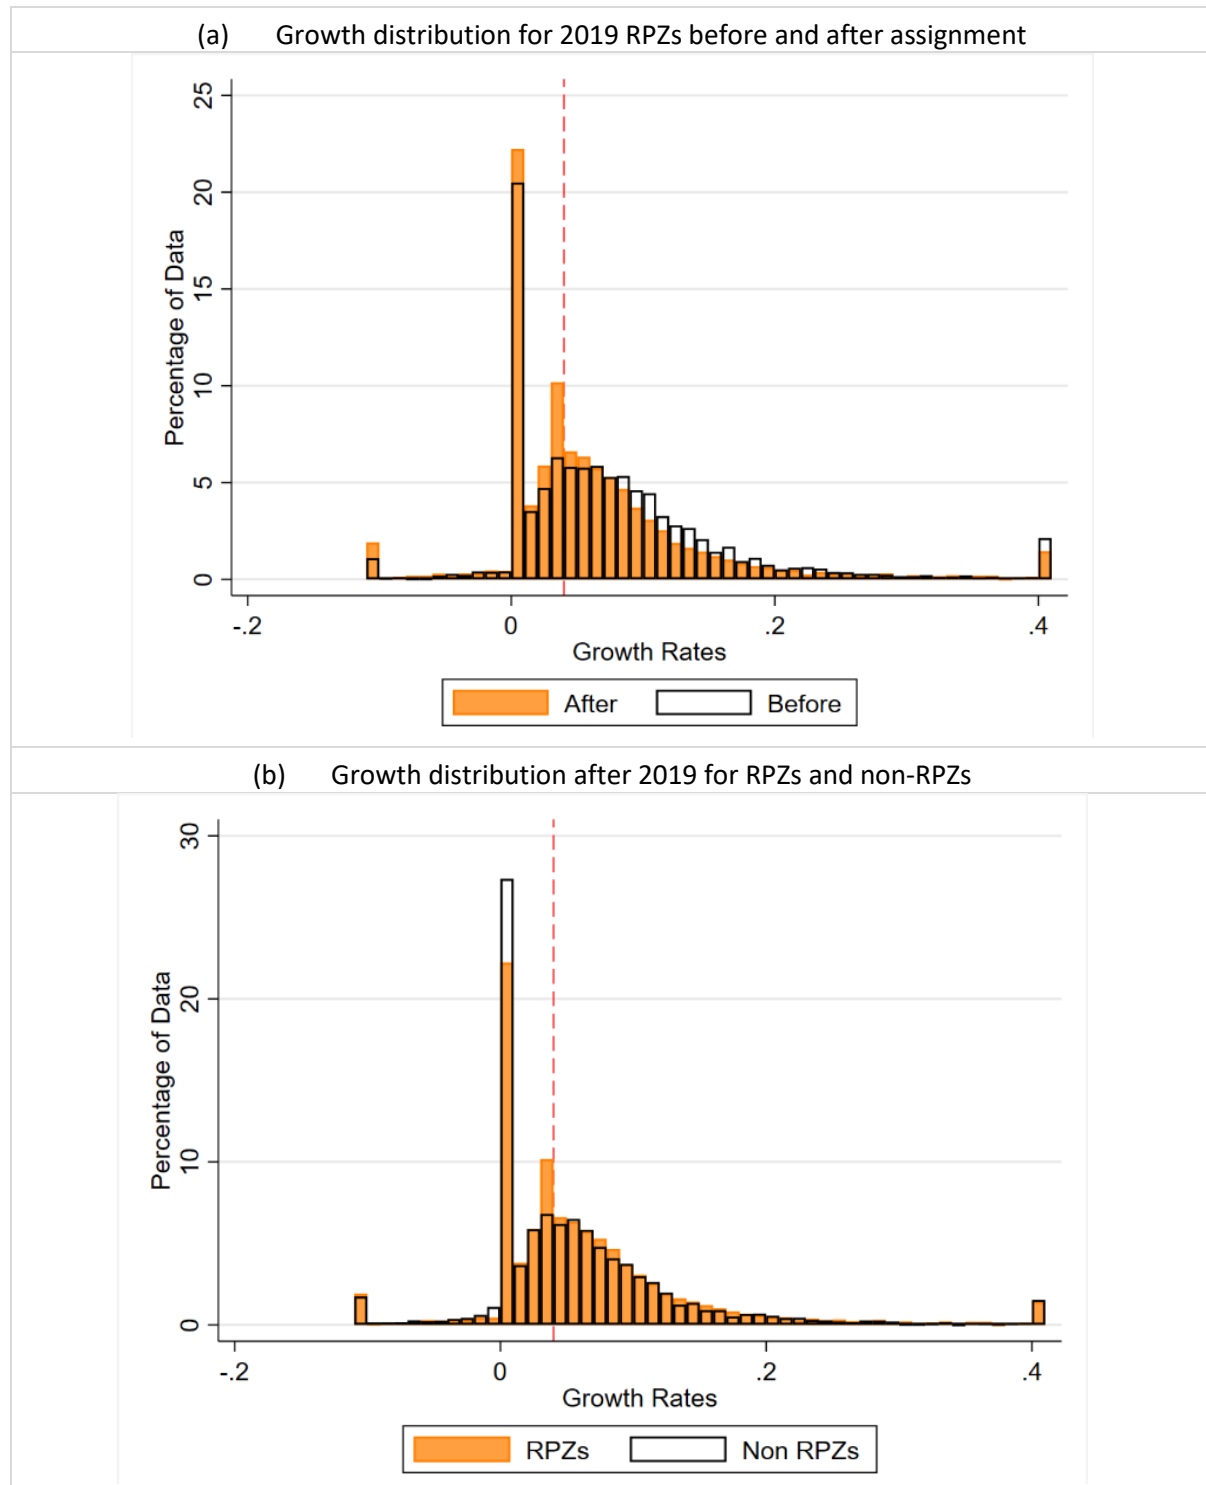 (a) Growth distribution for 2019 RPZs before and after assignment
25
20
15
10
5
0
Percentage of Data
-.2 0 .2 .4
Growth Rates
After Before
(b) Growth distribution after 2019 for RPZs and non-RPZs
30
20
10
0
Percentage of Data
-.2 0 .2 .4
Growth Rates
RPZs Non RPZs